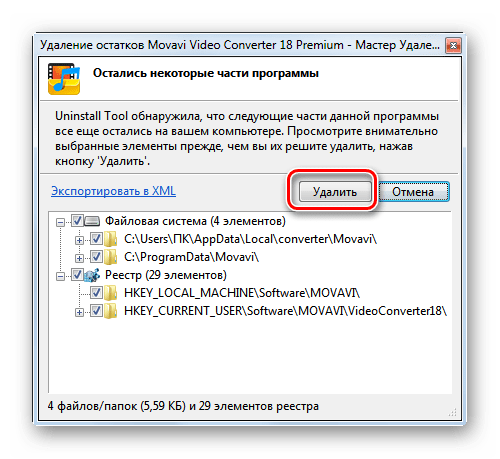 Удаление остатков Movavi Video Converter 18 Premium - Мастер Удале...
Остались некоторые части программы
Uninstall Tool обнаружила, что следующие части данной программы
все еще остались на вашем компьютере. Просмотрите внимательно
выбранные элементы прежде, чем вы их решите удалить, нажав
кнопку 'Удалить'.
Экспортировать в XML
Удалить
Отмена
Файловая система (4 элементов)
C:\Users\ПК\AppData\Local\converter\Movavi\
C:\ProgramData\Movavi\
Реестр (29 элементов)
HKEY_LOCAL_MACHINE\Software\MOVAVI\
HKEY_CURRENT_USER\Software\MOVAVI\VideoConverter18\
4 файлов/папок (5,59 КБ) и 29 элементов реестра